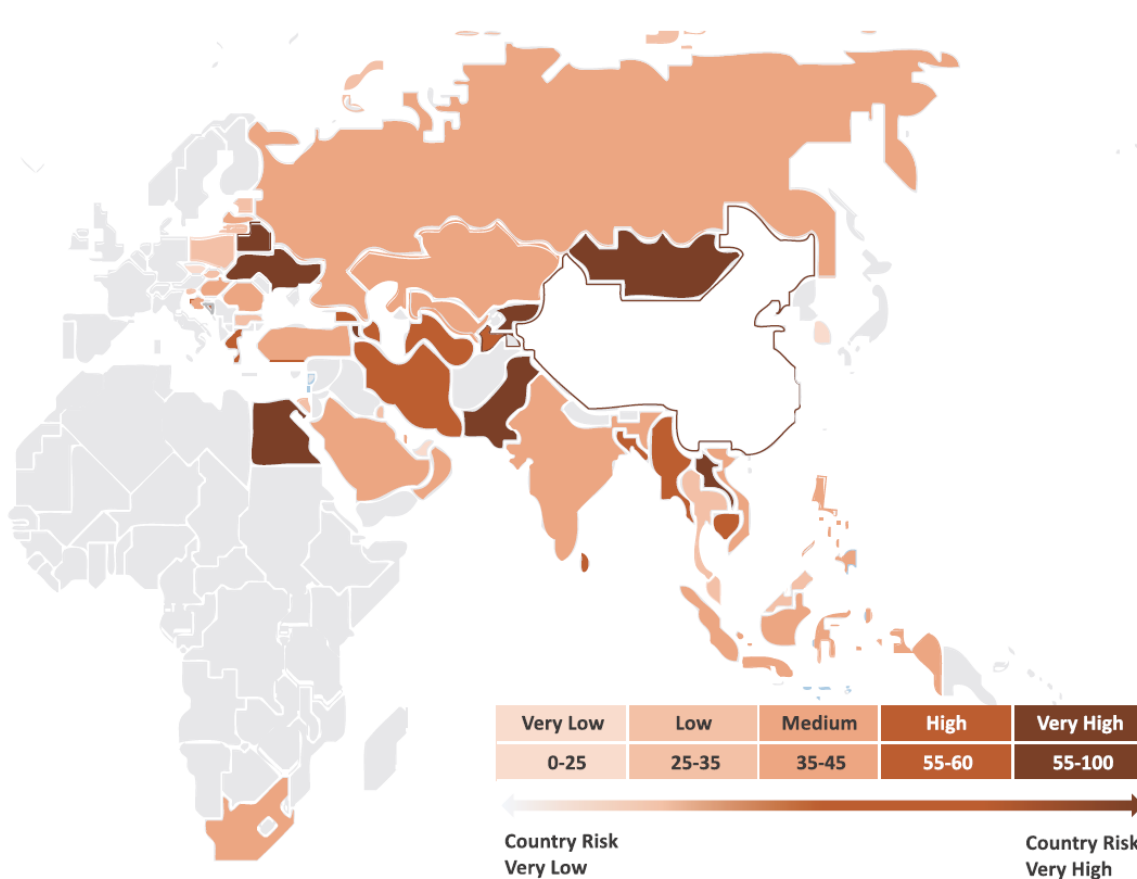 Very Low Low Medium High Very High
0-25 25-35 35-45 55-60 55-100
Country Risk Country Risk
Very Low Very High